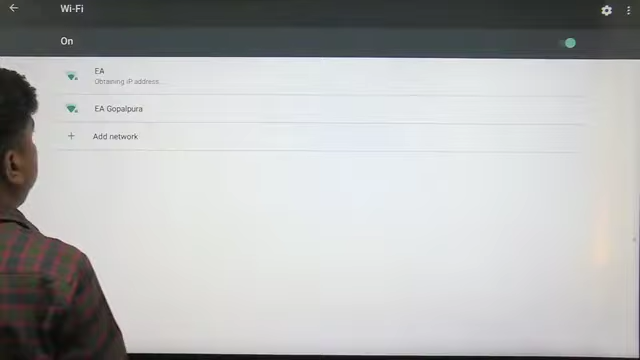 Wi-Fi
On
EA
Obtaining IP address...
EA Gopalpura
Add network